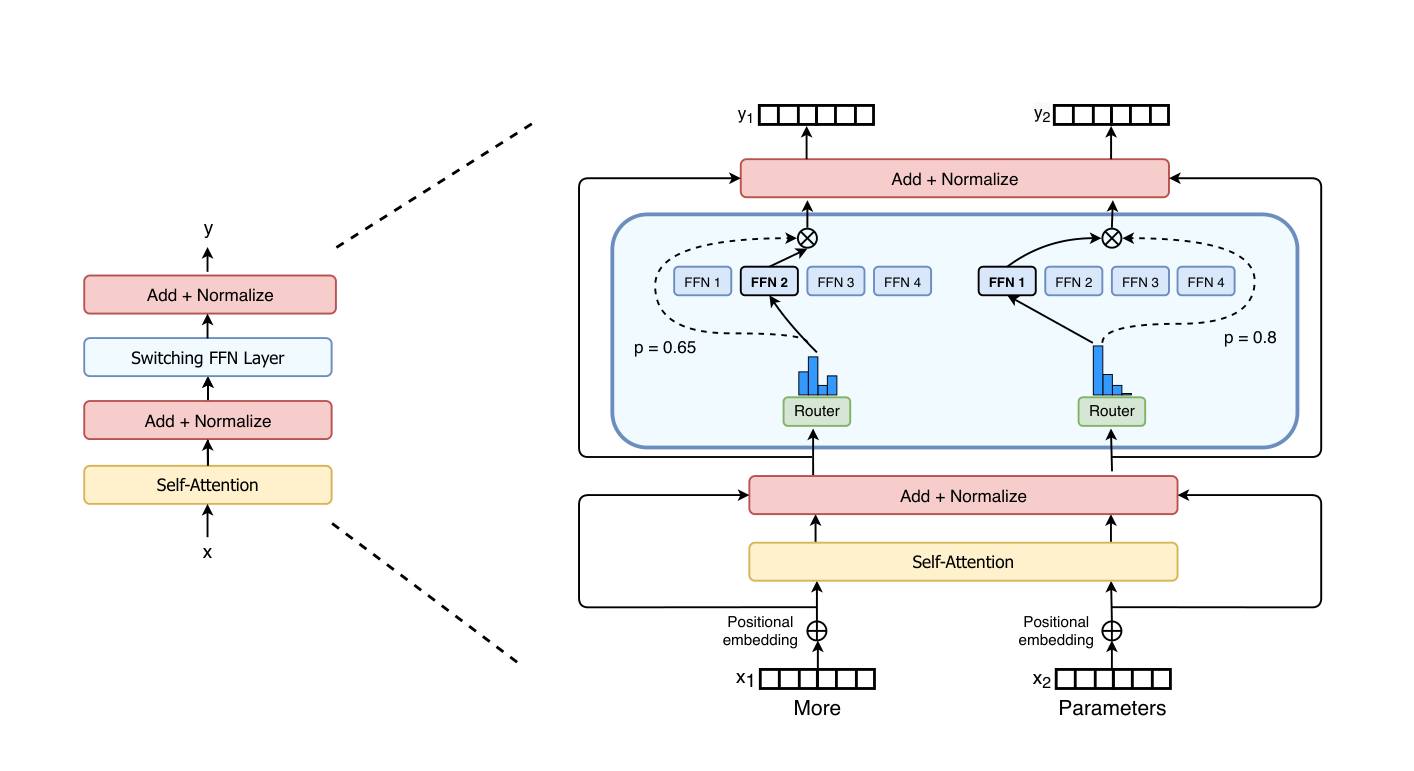 y
Add + Normalize
Switching FFN Layer
Add + Normalize
Self-Attention
x
y1
y2
Add + Normalize
FFN 1
FFN 2
FFN 3
FFN 4
FFN 1
FFN 2
FFN 3
FFN 4
p = 0.65
p = 0.8
Router
Router
Add + Normalize
Self-Attention
Positional
embedding
Positional
embedding
x1
x2
More
Parameters